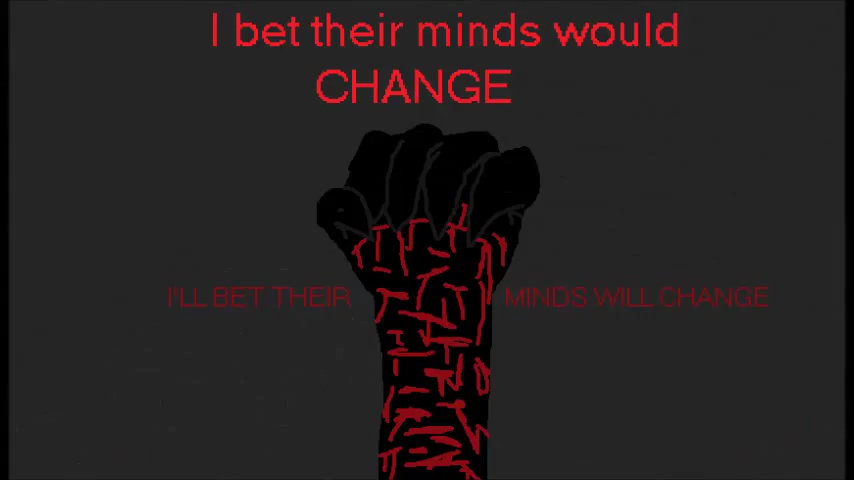 I bet their minds would
CHANGE
I'LL BET THEIR MINDS WILL CHANGE